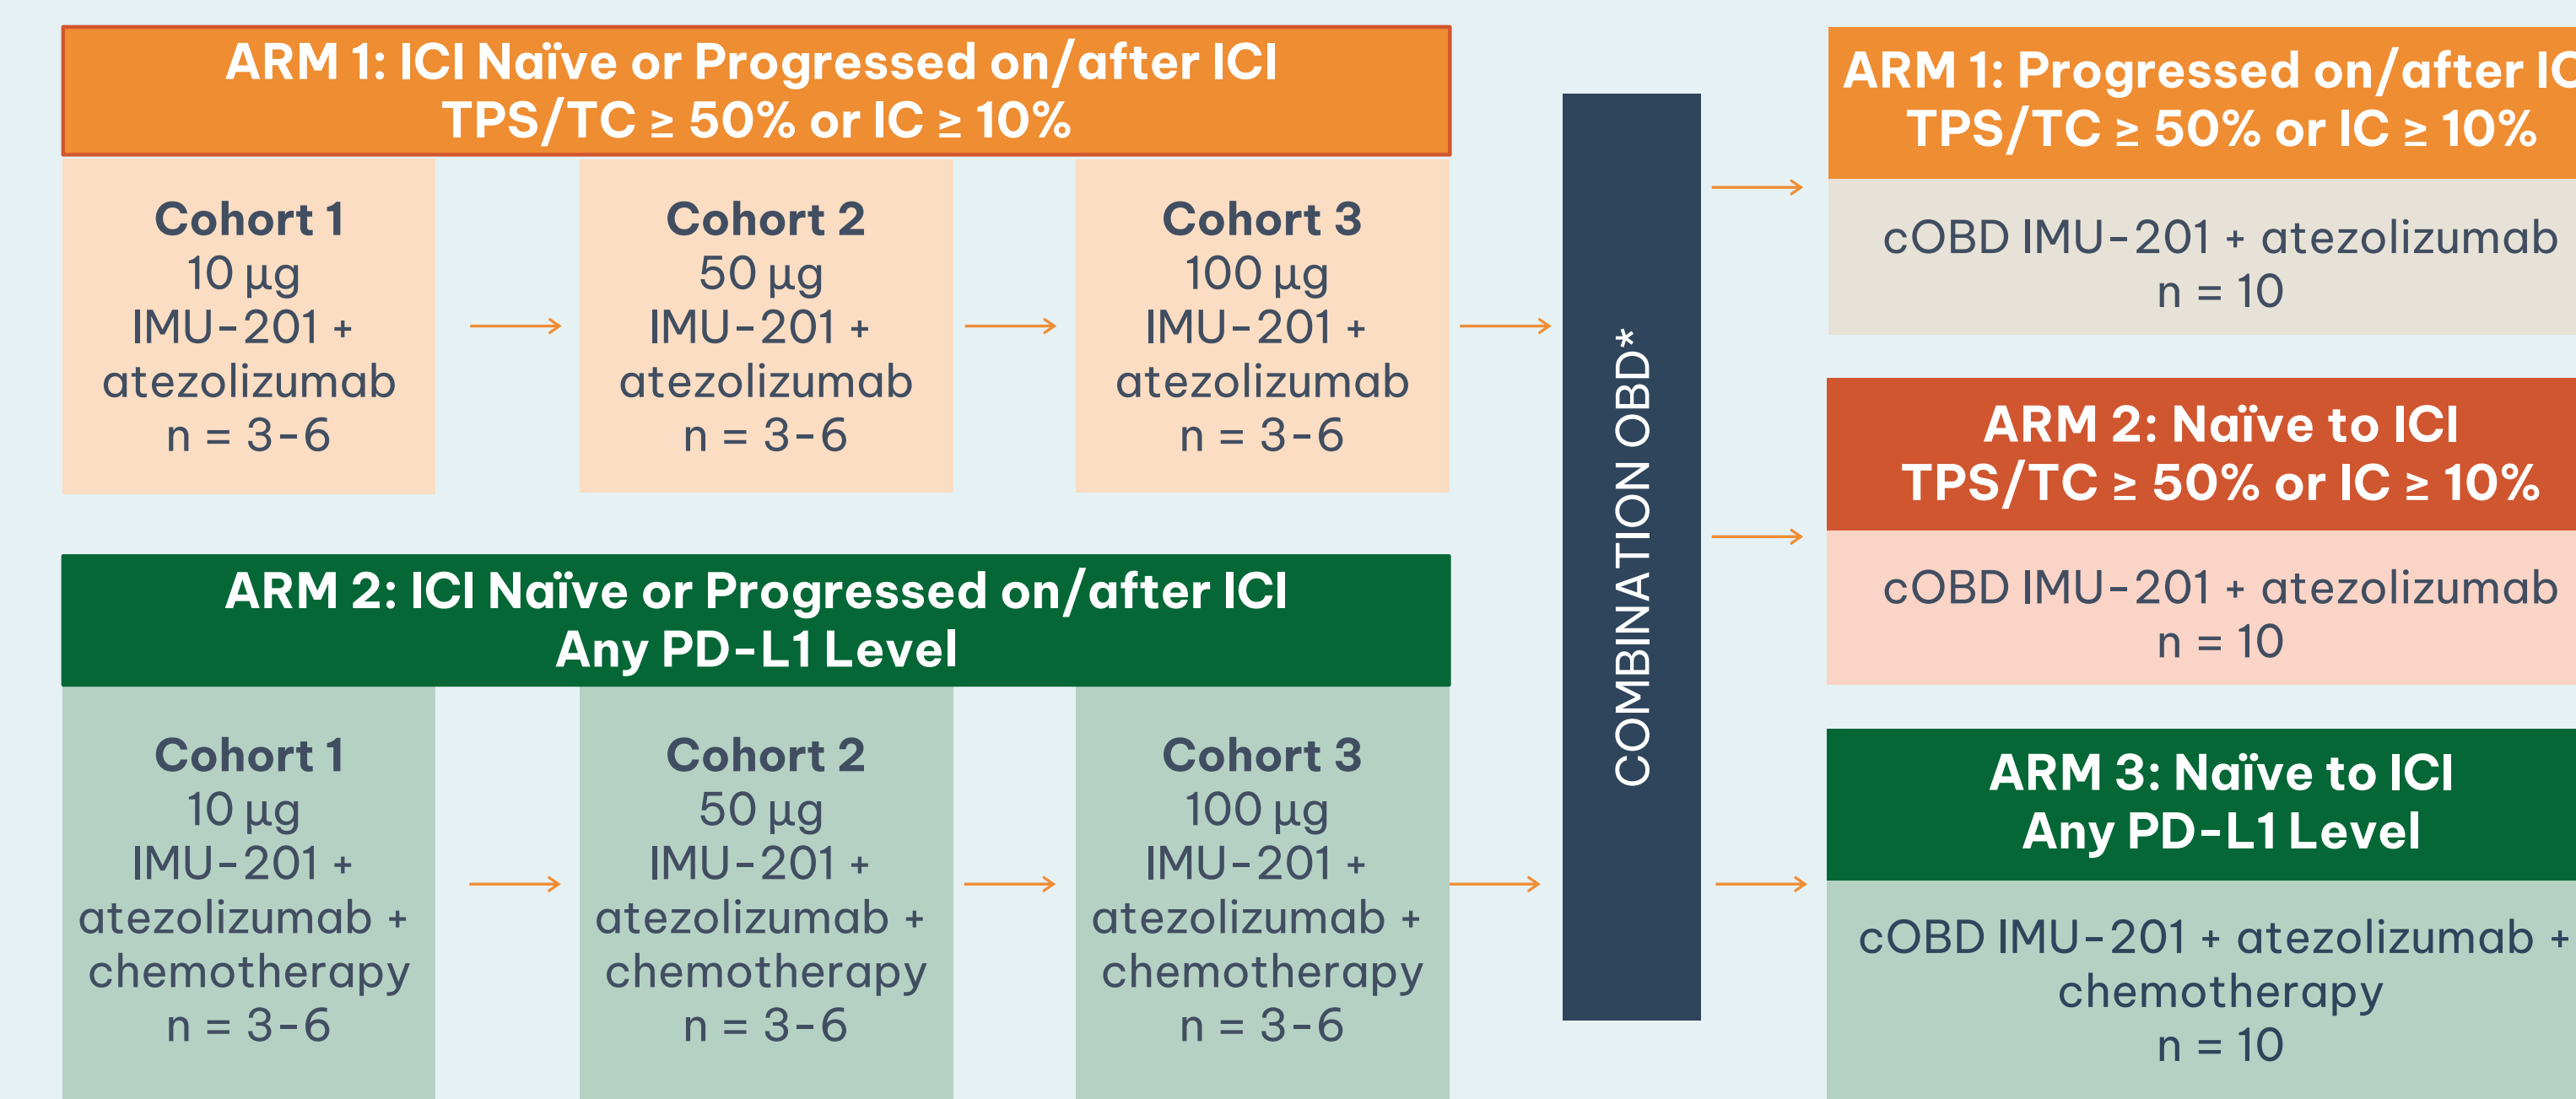 ARM 1: ICI Naïve or Progressed on/after ICI
TPS/TC ≥ 50% or IC ≥ 10%
Cohort 1
10 µg
IMU-201 +
atezolizumab
n = 3-6
Cohort 2
50 µg
IMU-201 +
atezolizumab
n = 3-6
Cohort 3
100 µg
IMU-201 +
atezolizumab
n = 3-6
ARM 2: ICI Naïve or Progressed on/after ICI
Any PD-L1 Level
Cohort 1
10 µg
IMU-201 +
atezolizumab +
chemotherapy
n = 3-6
Cohort 2
50 µg
IMU-201 +
atezolizumab +
chemotherapy
n = 3-6
Cohort 3
100 µg
IMU-201 +
atezolizumab +
chemotherapy
n = 3-6
COMBINATION OBD*
ARM 1: Progressed on/after
TPS/TC ≥ 50% or IC ≥ 10%
cOBD IMU-201 + atezolizumab
n = 10
ARM 2: Naïve to ICI
TPS/TC ≥ 50% or IC ≥ 10%
cOBD IMU-201 + atezolizumab
n = 10
ARM 3: Naïve to ICI
Any PD-L1 Level
cOBD IMU-201 + atezolizumab +
chemotherapy
n = 10